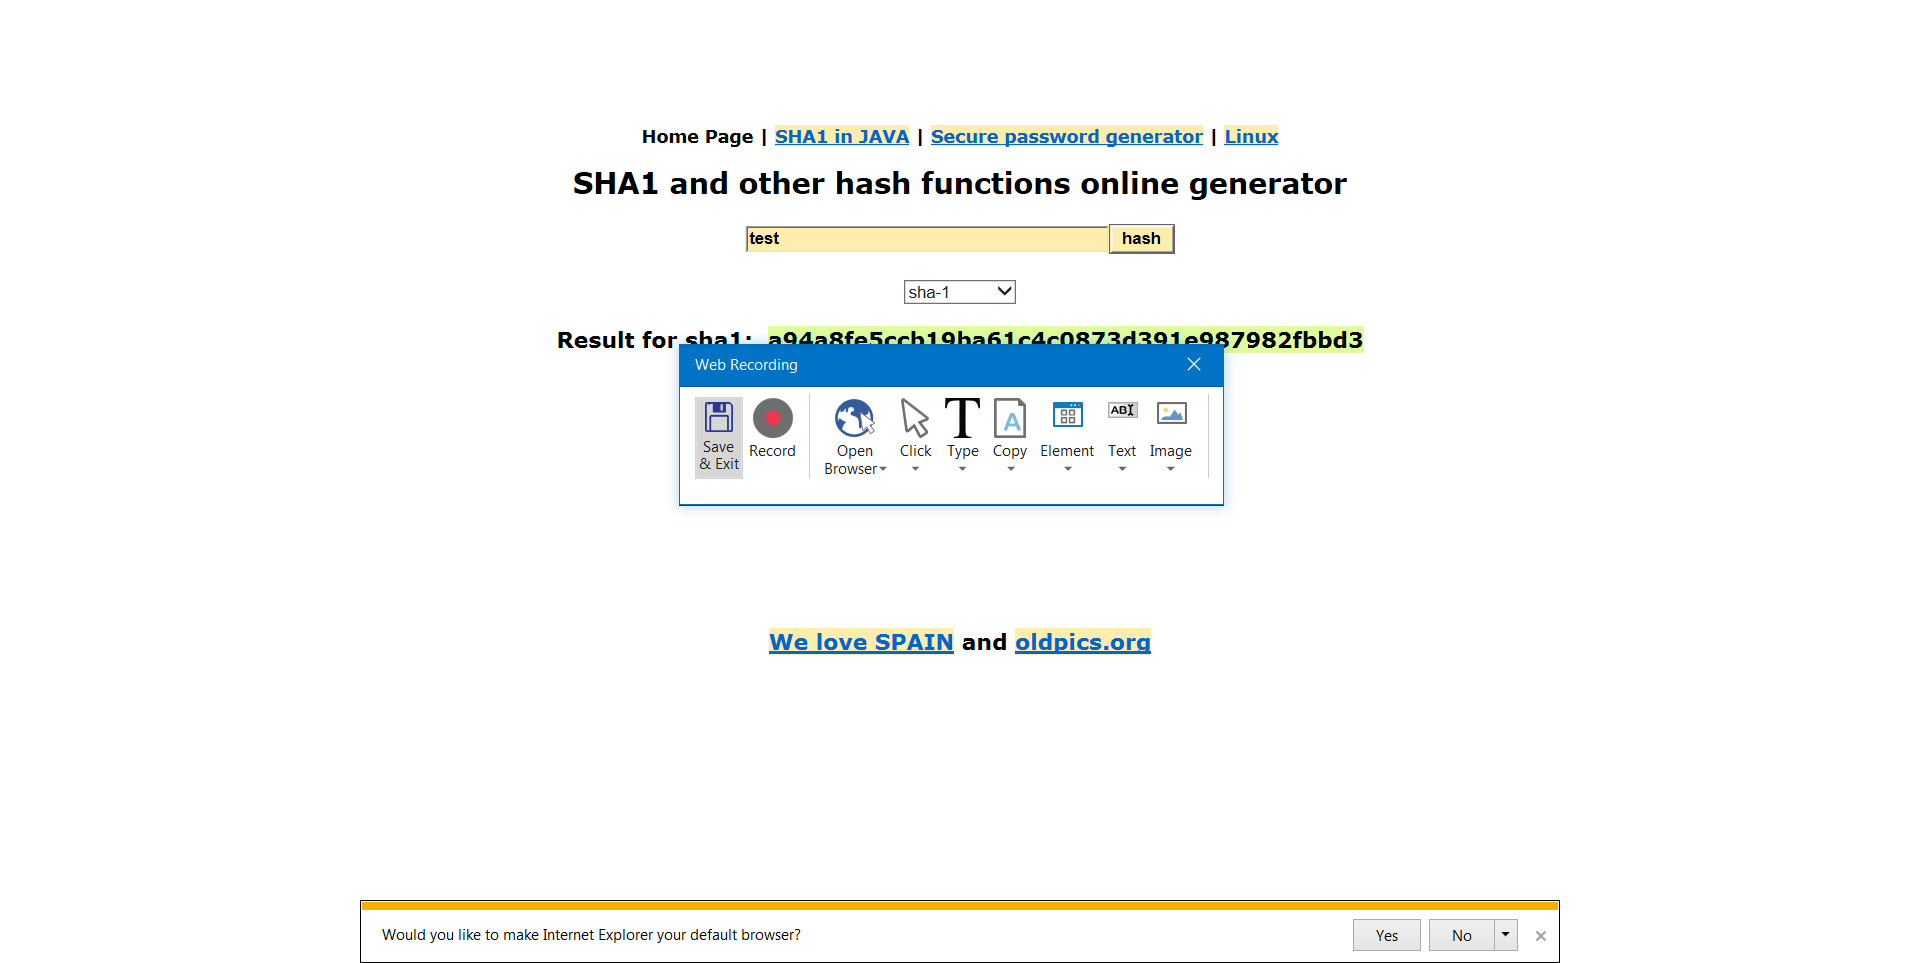 Home Page | SHA1 in JAVA | Secure password generator | Linux
SHA1 and other hash functions online generator
test hash
sha-1
Result for sha1: a94a8fe5ccb19ba61c4c0873d391e987982fbbd3
Web Recording
Save & Exit
Record
Open Browser
Click
Type
Copy
Element
ABI
Text
Image
We love SPAIN and oldpics.org
Would you like to make Internet Explorer your default browser? Yes No